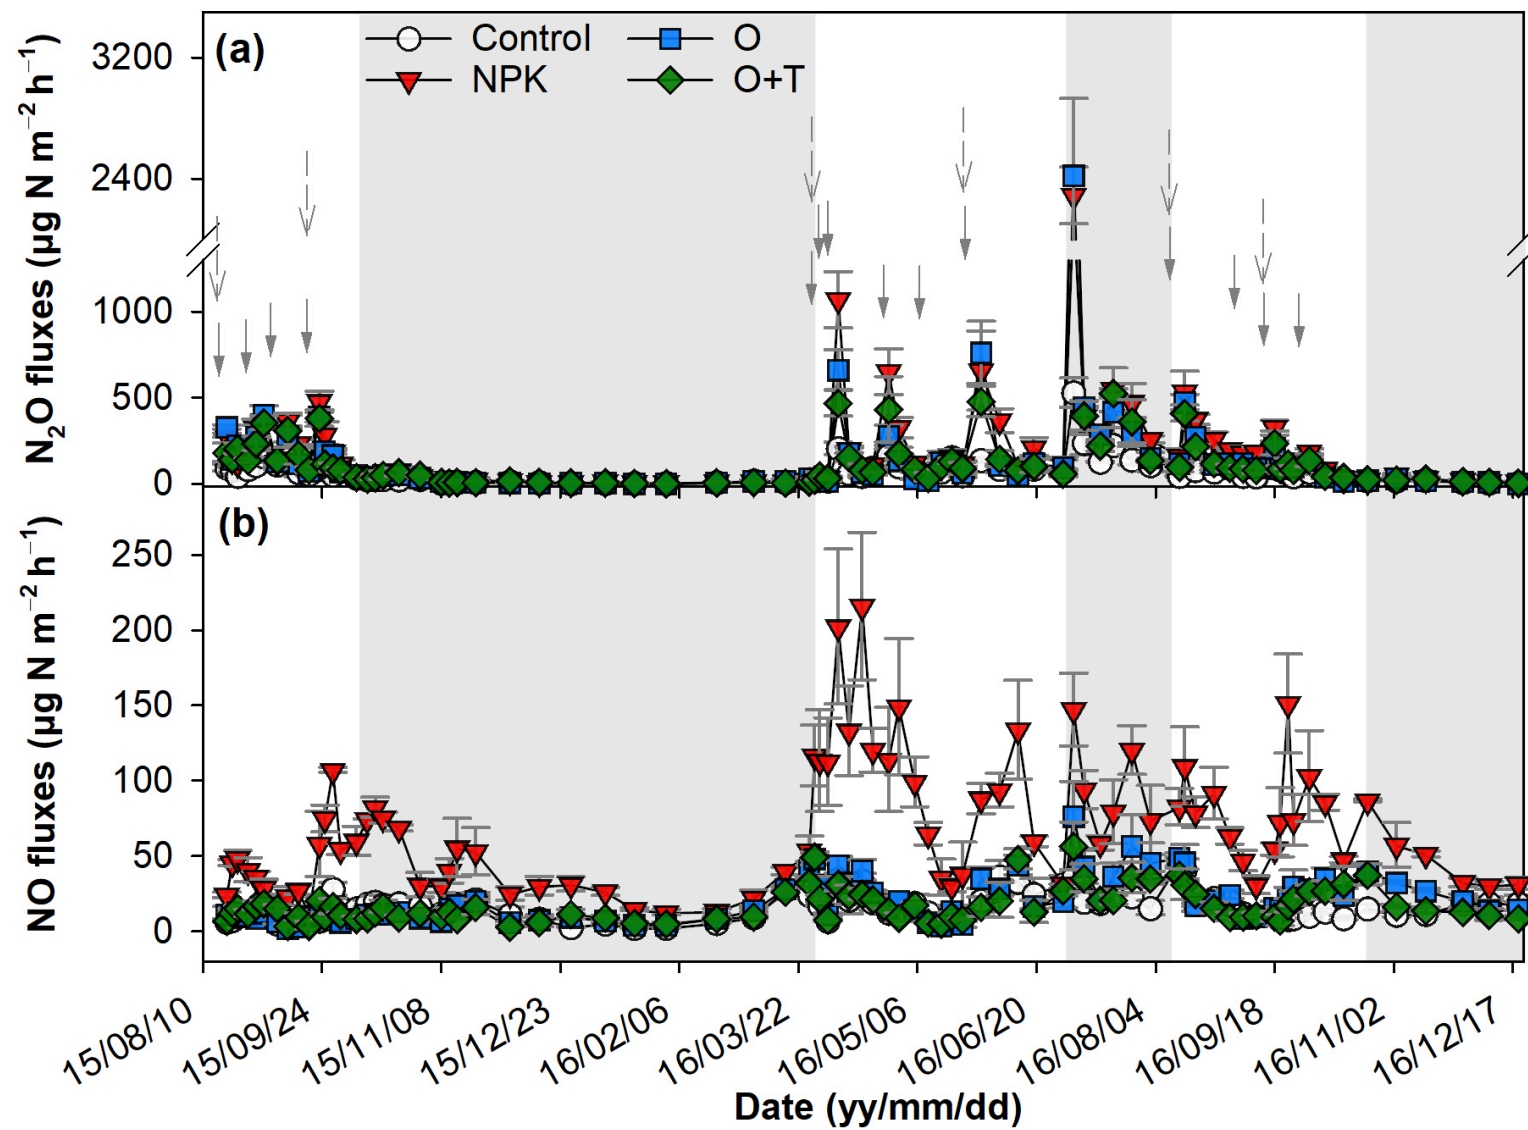 (a)
Control
O
NPK
O+T
3200
2400
1000
500
0
N₂O fluxes (µg N m⁻² h⁻¹)
(b)
250
200
150
100
50
0
NO fluxes (µg N m⁻² h⁻¹)
15/08/10
15/09/24
15/11/08
15/12/23
16/02/06
16/03/22
16/05/06
16/06/20
16/08/04
16/09/18
16/11/02
16/12/17
Date (yy/mm/dd)